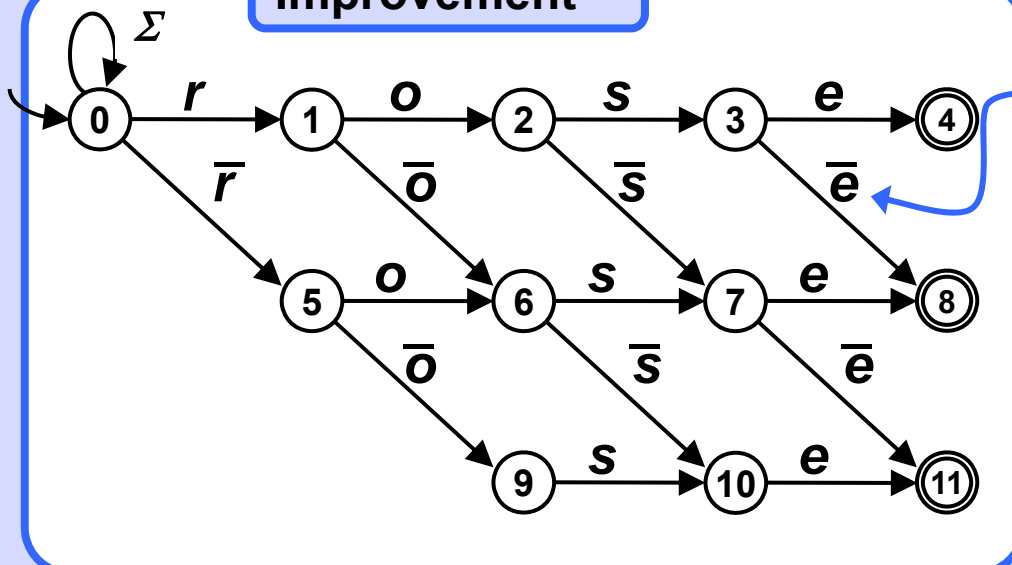 Improvement
Σ
0 r 1 o 2 s 3 e 4
r̅ o̅ s̅ e̅
5 o 6 s 7 e 8
o̅ s̅ e̅
9 s 10 e 11